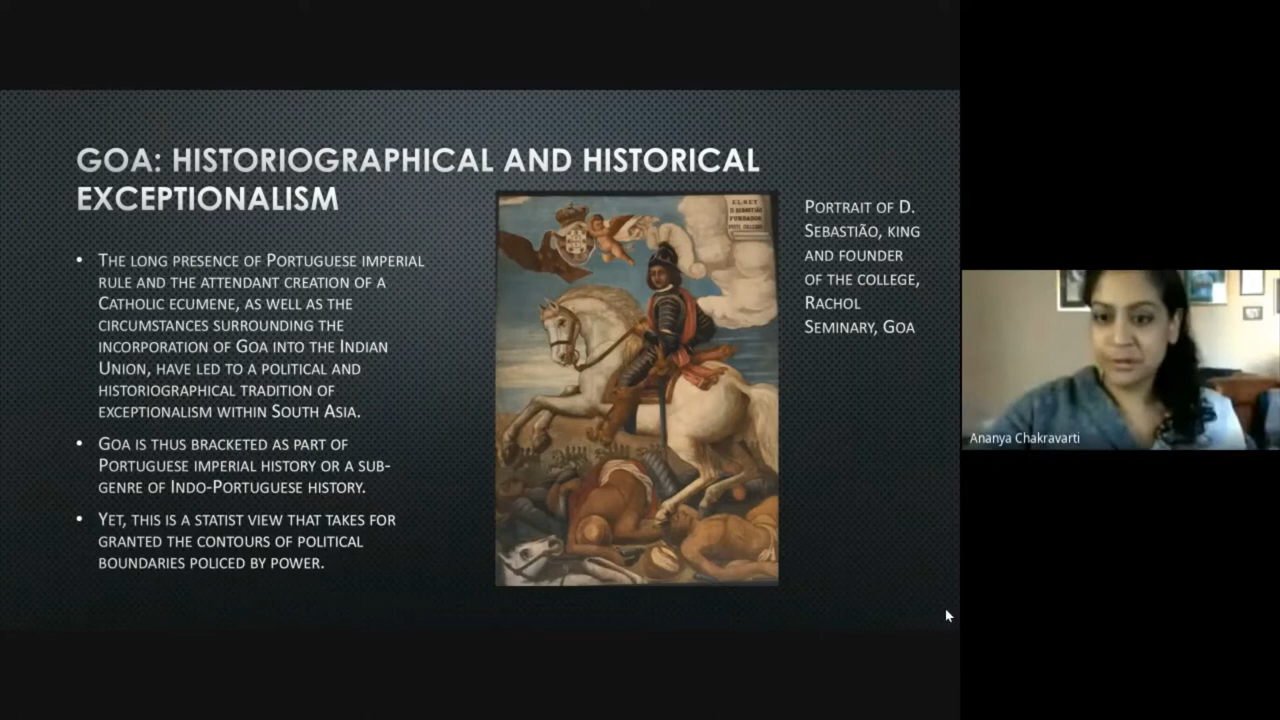 GOA: HISTORIOGRAPHICAL AND HISTORICAL
EXCEPTIONALISM
• THE LONG PRESENCE OF PORTUGUESE IMPERIAL
RULE AND THE ATTENDANT CREATION OF A
CATHOLIC ECUMENE, AS WELL AS THE
CIRCUMSTANCES SURROUNDING THE
INCORPORATION OF GOA INTO THE INDIAN
UNION, HAVE LED TO A POLITICAL AND
HISTORIOGRAPHICAL TRADITION OF
EXCEPTIONALISM WITHIN SOUTH ASIA.
• GOA IS THUS BRACKETED AS PART OF
PORTUGUESE IMPERIAL HISTORY OR A SUB-
GENRE OF INDO-PORTUGUESE HISTORY.
• YET, THIS IS A STATIST VIEW THAT TAKES FOR
GRANTED THE CONTOURS OF POLITICAL
BOUNDARIES POLICED BY POWER.
EL REY
D SEBASTIÃO
FUNDADOR
PORTRAIT OF D.
SEBASTIÃO, KING
AND FOUNDER
OF THE COLLEGE,
RACHOL
SEMINARY, GOA
Ananya Chakravarti